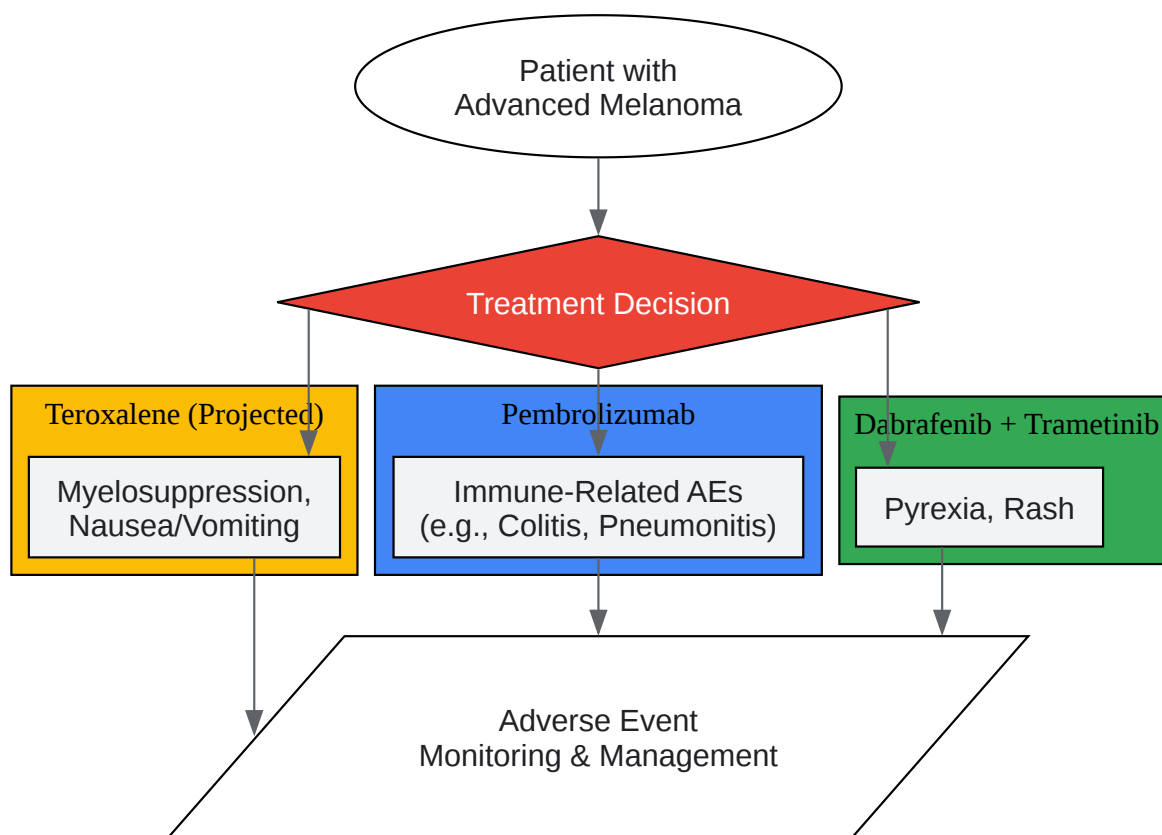 Patient with
Advanced Melanoma
Treatment Decision
Teroxalene (Projected)
Myelosuppression,
Nausea/Vomiting
Pembrolizumab
Immune-Related AEs
(e.g., Colitis, Pneumonitis)
Dabrafenib + Trametinib
Pyrexia, Rash
Adverse Event
Monitoring & Management